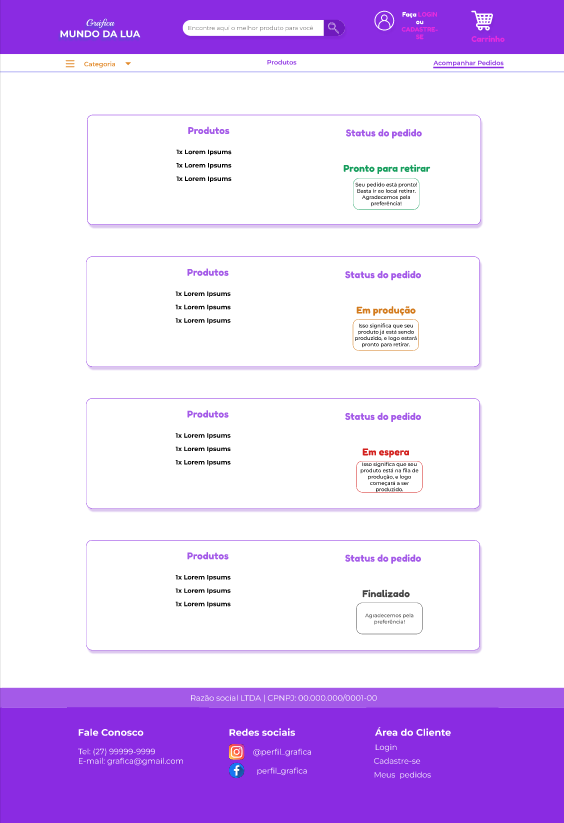 Gráfica
MUNDO DA LUA
Encontre aqui o melhor produto para você
Faça LOGIN
ou
CADASTRE-
SE
Carrinho
Categoria
Produtos
Acompanhar Pedidos
Produtos
1x Lorem Ipsums
1x Lorem Ipsums
1x Lorem Ipsums
Status do pedido
Pronto para retirar
Seu pedido está pronto!
Basta ir ao local retirar.
Agradecemos pela
preferência!
Produtos
1x Lorem Ipsums
1x Lorem Ipsums
1x Lorem Ipsums
Status do pedido
Em produção
Isso significa que seu
produto já está sendo
produzido, e logo estará
pronto para retirar.
Produtos
1x Lorem Ipsums
1x Lorem Ipsums
1x Lorem Ipsums
Status do pedido
Em espera
Isso significa que seu
produto está na fila de
produção, e logo
começará a ser
produzido.
Produtos
1x Lorem Ipsums
1x Lorem Ipsums
1x Lorem Ipsums
Status do pedido
Finalizado
Agradecemos pela
preferência!
Razão social LTDA | CPNPJ: 00.000.000/0001-00
Fale Conosco
Tel: (27) 99999-9999
E-mail: grafica@gmail.com
Redes sociais
@perfil_grafica
perfil_grafica
Área do Cliente
Login
Cadastre-se
Meus pedidos